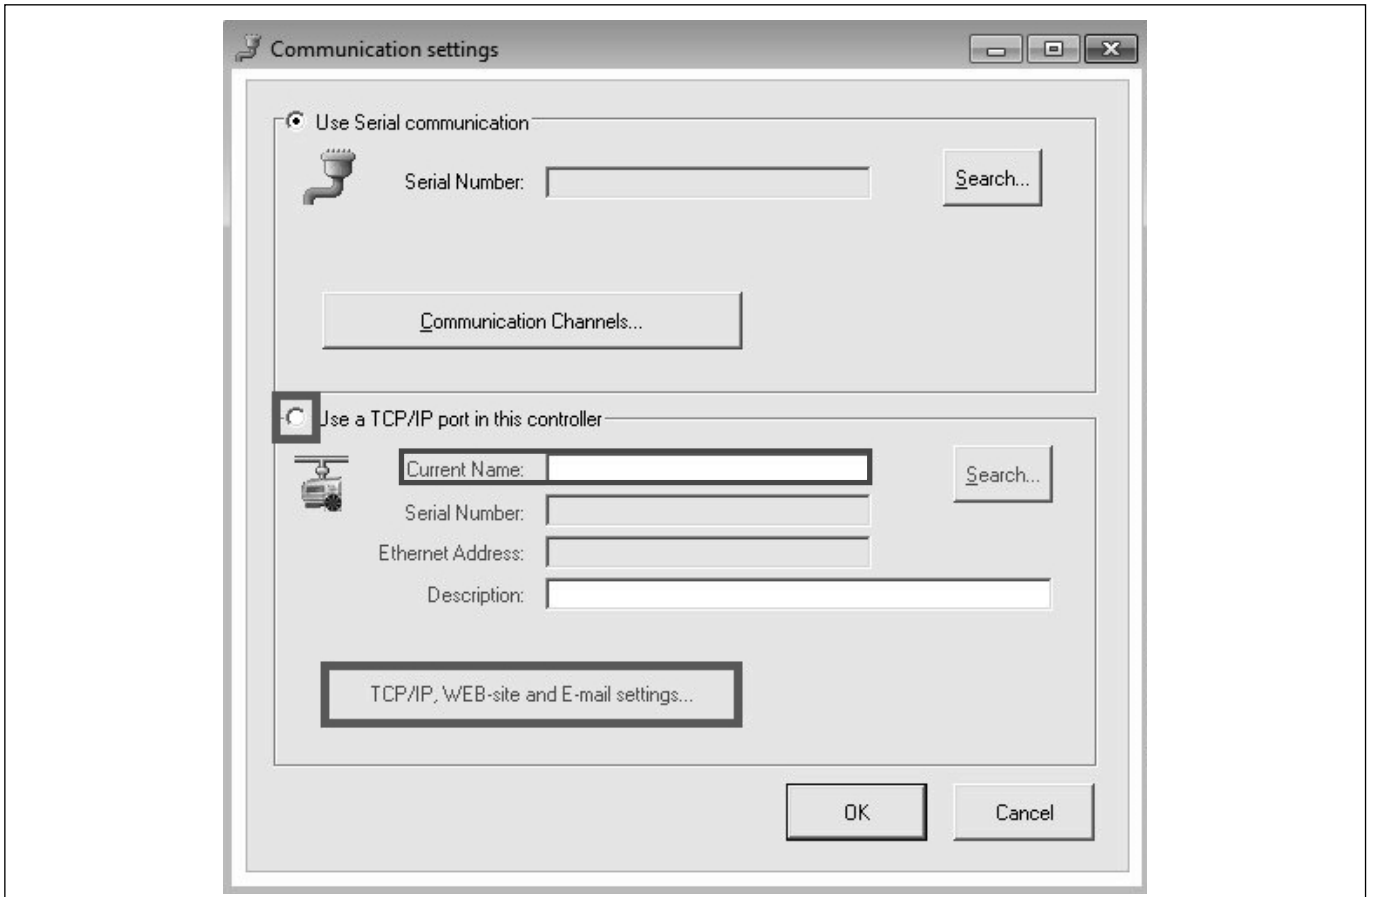 Communication settings
Use Serial communication
Serial Number:
Search...
Communication Channels...
Use a TCP/IP port in this controller
Current Name:
Search...
Serial Number:
Ethernet Address:
Description:
TCP/IP, WEB-site and E-mail settings...
OK
Cancel